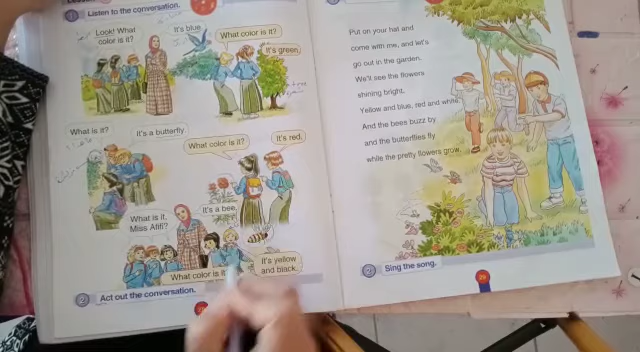 1 Listen to the conversation.
Look! What
color is it?
It's blue
What color is it?
It's green.
What is it?
It's a butterfly
What color is it?
It's red.
What is it,
Miss Afifi?
It's a bee.
What color is it?
It's yellow
and black.
2 Act out the conversation.
Put on your hat and
come with me, and let's
go out in the garden.
We'll see the flowers
shining bright,
Yellow and blue, red and white.
And the bees buzz by
and the butterflies fly
while the pretty flowers grow.
Sing the song.
29